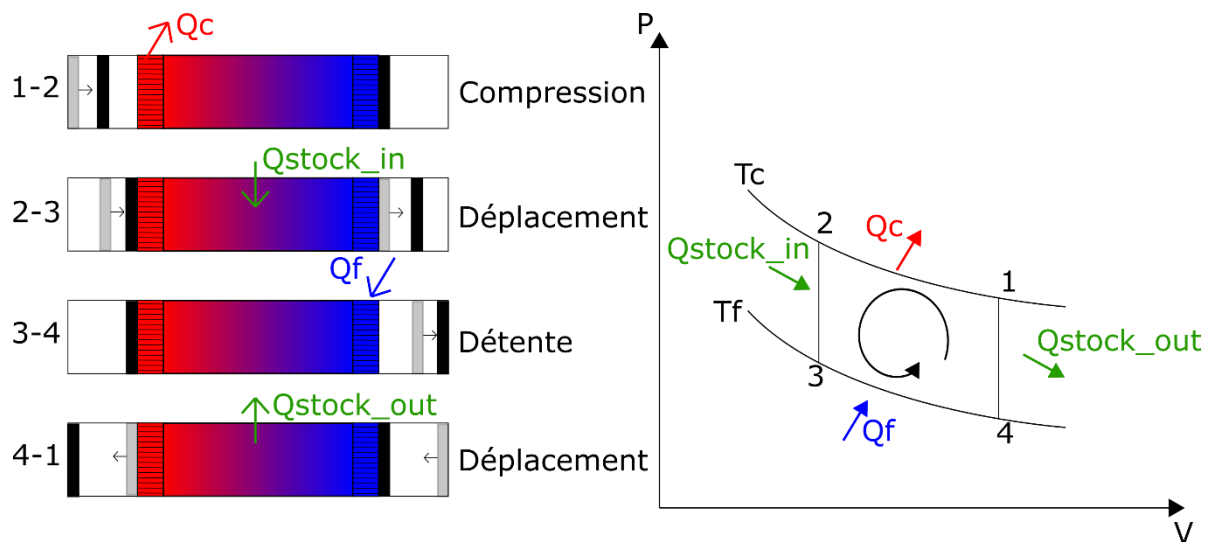 Qc
1-2
Compression
Qstock_in
2-3
Déplacement
Qf
3-4
Détente
Qstock_out
4-1
Déplacement
P
Tc
2
Qc
Qstock_in
1
Tf
Qstock_out
3
Qf
4
V